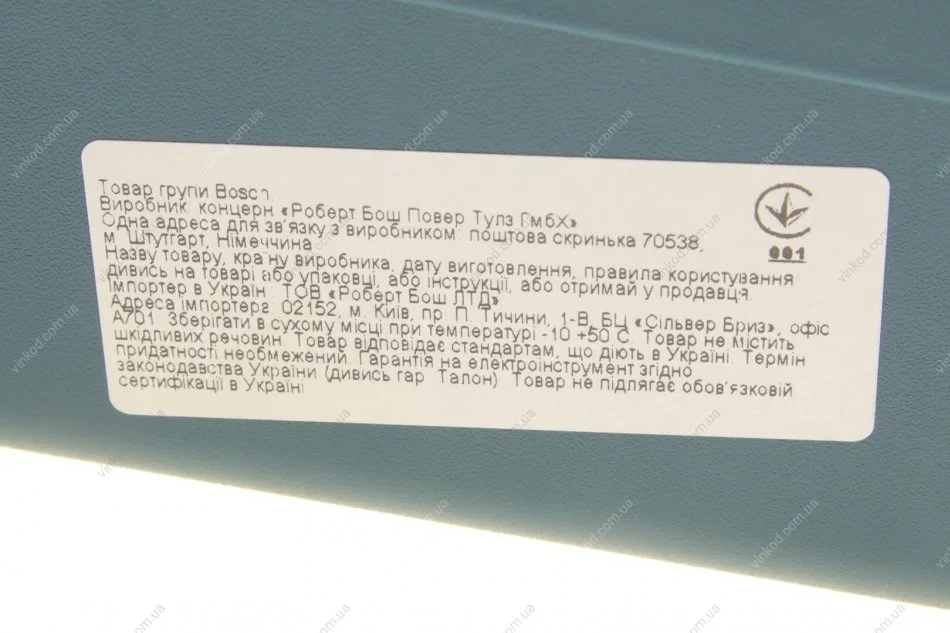 Товар групи Bosch.
Виробник: концерн «Роберт Бош Повер Тулз Гмбх»
Одна адреса для зв'язку з виробником: поштова скринька 70538,
м. Штутгарт, Німеччина
Назву товару, країну виробника, дату виготовлення, правила користування
дивись на товарі або упаковці, або інструкції, або отримай у продавця.
Імпортер в Україні: ТОВ «Роберт Бош ЛТД»
Адреса імпортера: 02152, м. Київ, пр. П. Тичини, 1-В, БЦ «Сільвер Бриз», офіс
А701. Зберігати в сухому місці при температурі -10 +50 С. Товар не містить
шкідливих речовин. Товар відповідає стандартам, що діють в Україні. Термін
придатності необмежений. Гарантія на електроінструмент згідно
законодавства України (дивись гар. Талон). Товар не підлягає обов'язковій
сертифікації в Україні
001
vinkod.com.ua